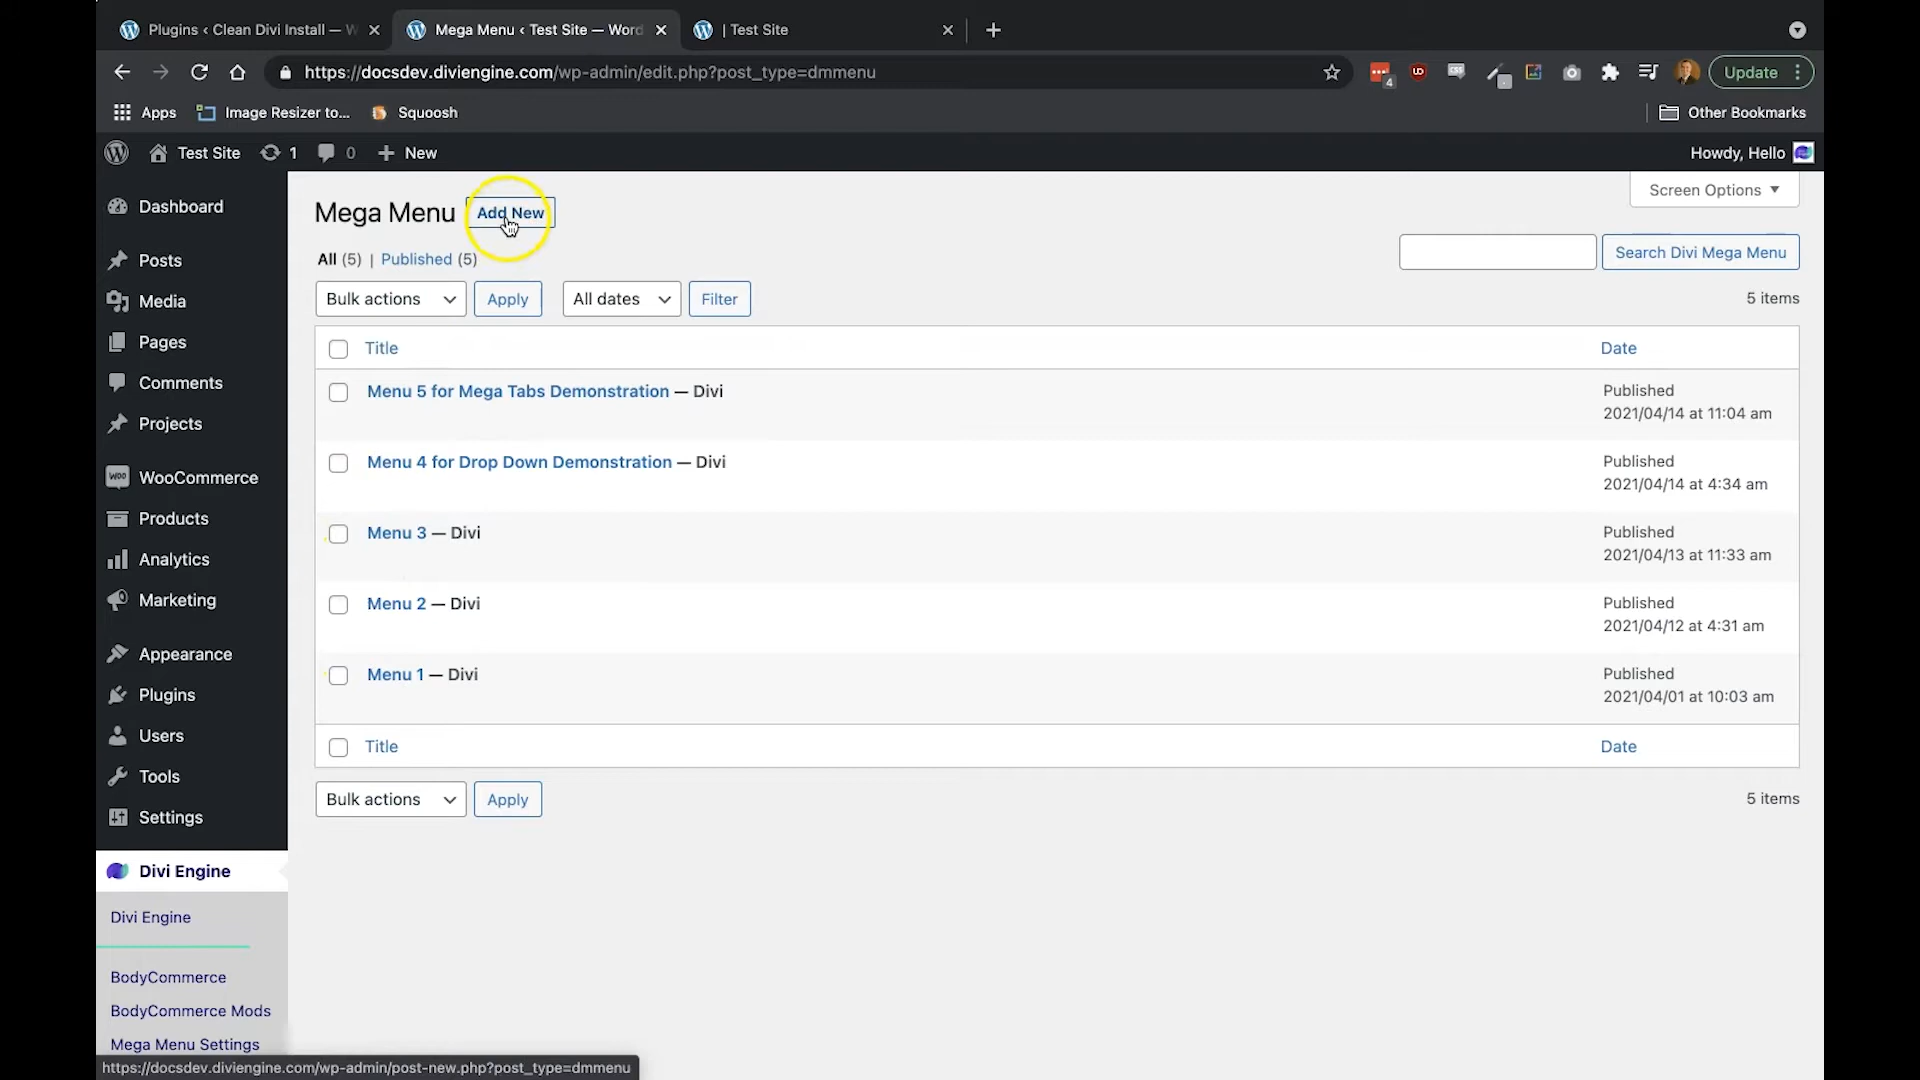 Plugins ‹ Clean Divi Install — W
Mega Menu ‹ Test Site — Word
| Test Site
https://docsdev.diviengine.com/wp-admin/edit.php?post_type=dmmenu
4
UD
CSS
Update
Apps
Image Resizer to...
Squoosh
Other Bookmarks
Test Site
1
0
New
Howdy, Hello
Dashboard
Posts
Media
Pages
Comments
Projects
WooCommerce
Products
Analytics
Marketing
Appearance
Plugins
Users
Tools
Settings
Divi Engine
Divi Engine
BodyCommerce
BodyCommerce Mods
Mega Menu Settings
Mega Menu
Add New
Screen Options
All (5) | Published (5)
Search Divi Mega Menu
Bulk actions
Apply
All dates
Filter
5 items
Title
Date
Menu 5 for Mega Tabs Demonstration — Divi
Published
2021/04/14 at 11:04 am
Menu 4 for Drop Down Demonstration — Divi
Published
2021/04/14 at 4:34 am
Menu 3 — Divi
Published
2021/04/13 at 11:33 am
Menu 2 — Divi
Published
2021/04/12 at 4:31 am
Menu 1 — Divi
Published
2021/04/01 at 10:03 am
Title
Date
Bulk actions
Apply
5 items
https://docsdev.diviengine.com/wp-admin/post-new.php?post_type=dmmenu